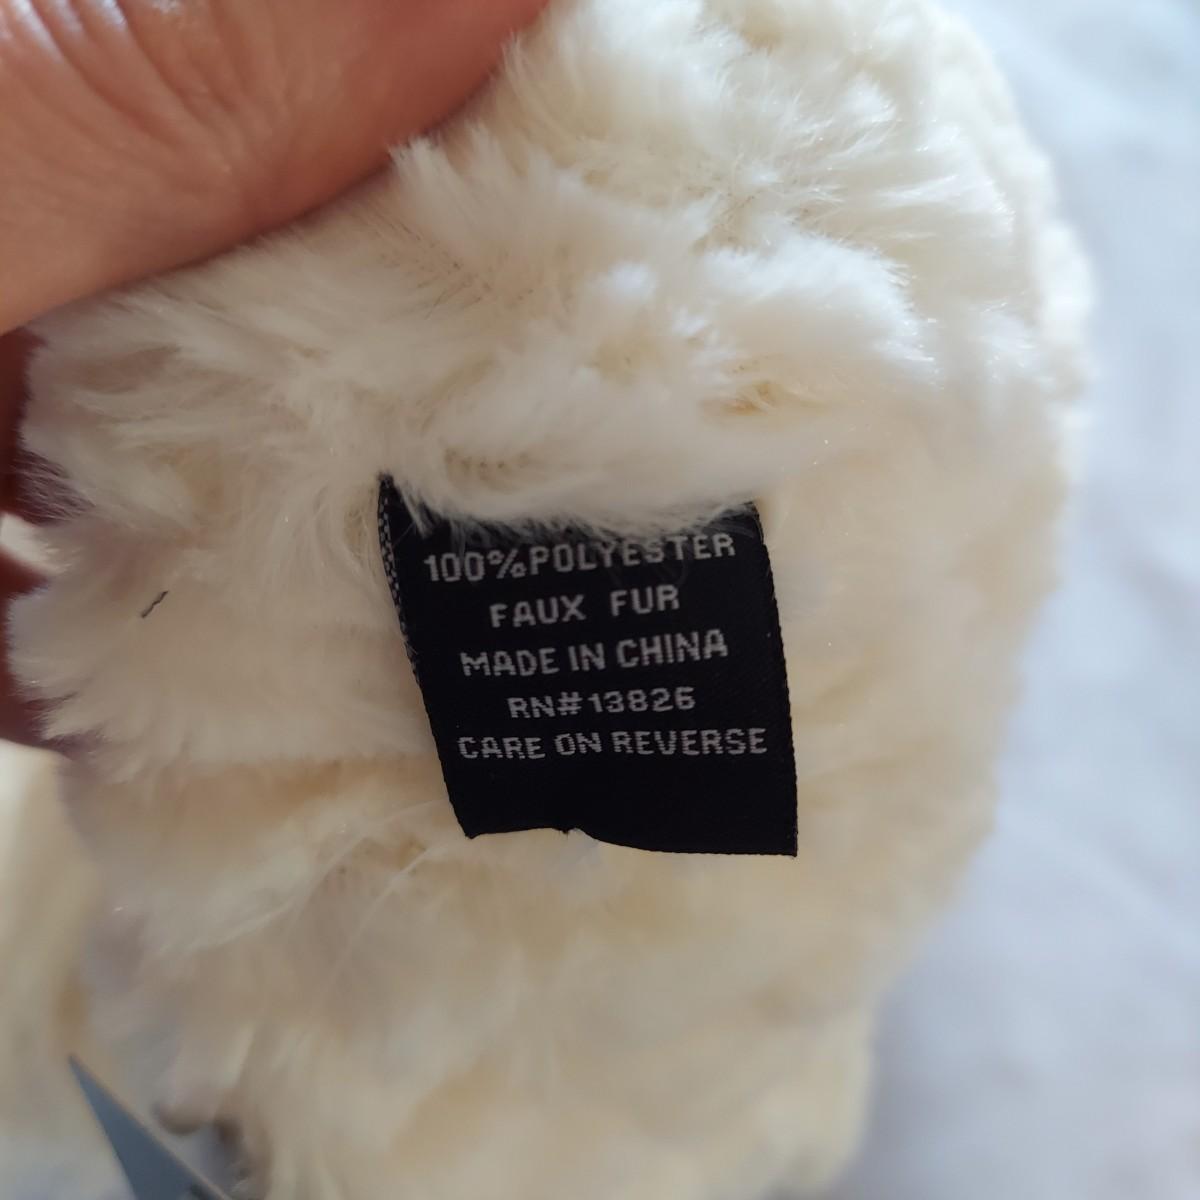 100%POLYESTER
FAUX FUR
MADE IN CHINA
RN#13826
CARE ON REVERSE